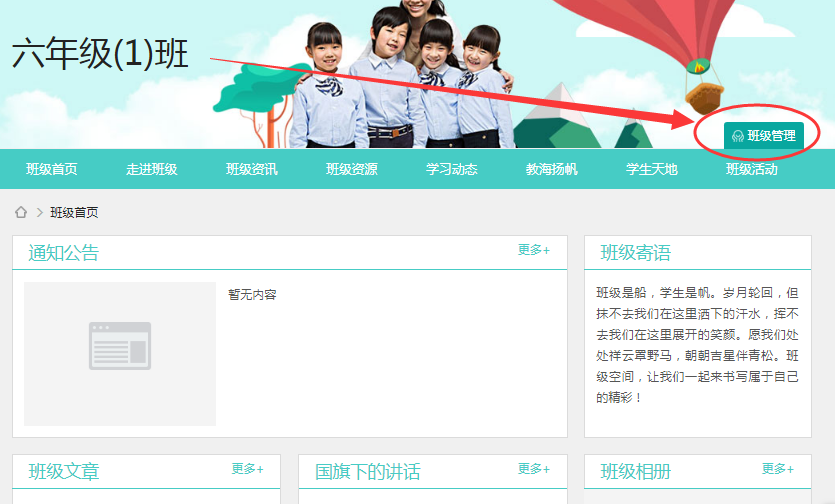 六年级(1)班
班级管理
班级首页 走进班级 班级资讯 班级资源 学习动态 教海扬帆 学生天地 班级活动
班级首页
通知公告 更多+
暂无内容
班级寄语
班级是船，学生是帆。岁月轮回，但
抹不去我们在这里洒下的汗水，挥不
去我们在这里展开的笑颜。愿我们处
处祥云罩野马，朝朝吉星伴青松。班
级空间，让我们一起来书写属于自己
的精彩！
班级文章 更多+
国旗下的讲话 更多+
班级相册 更多+